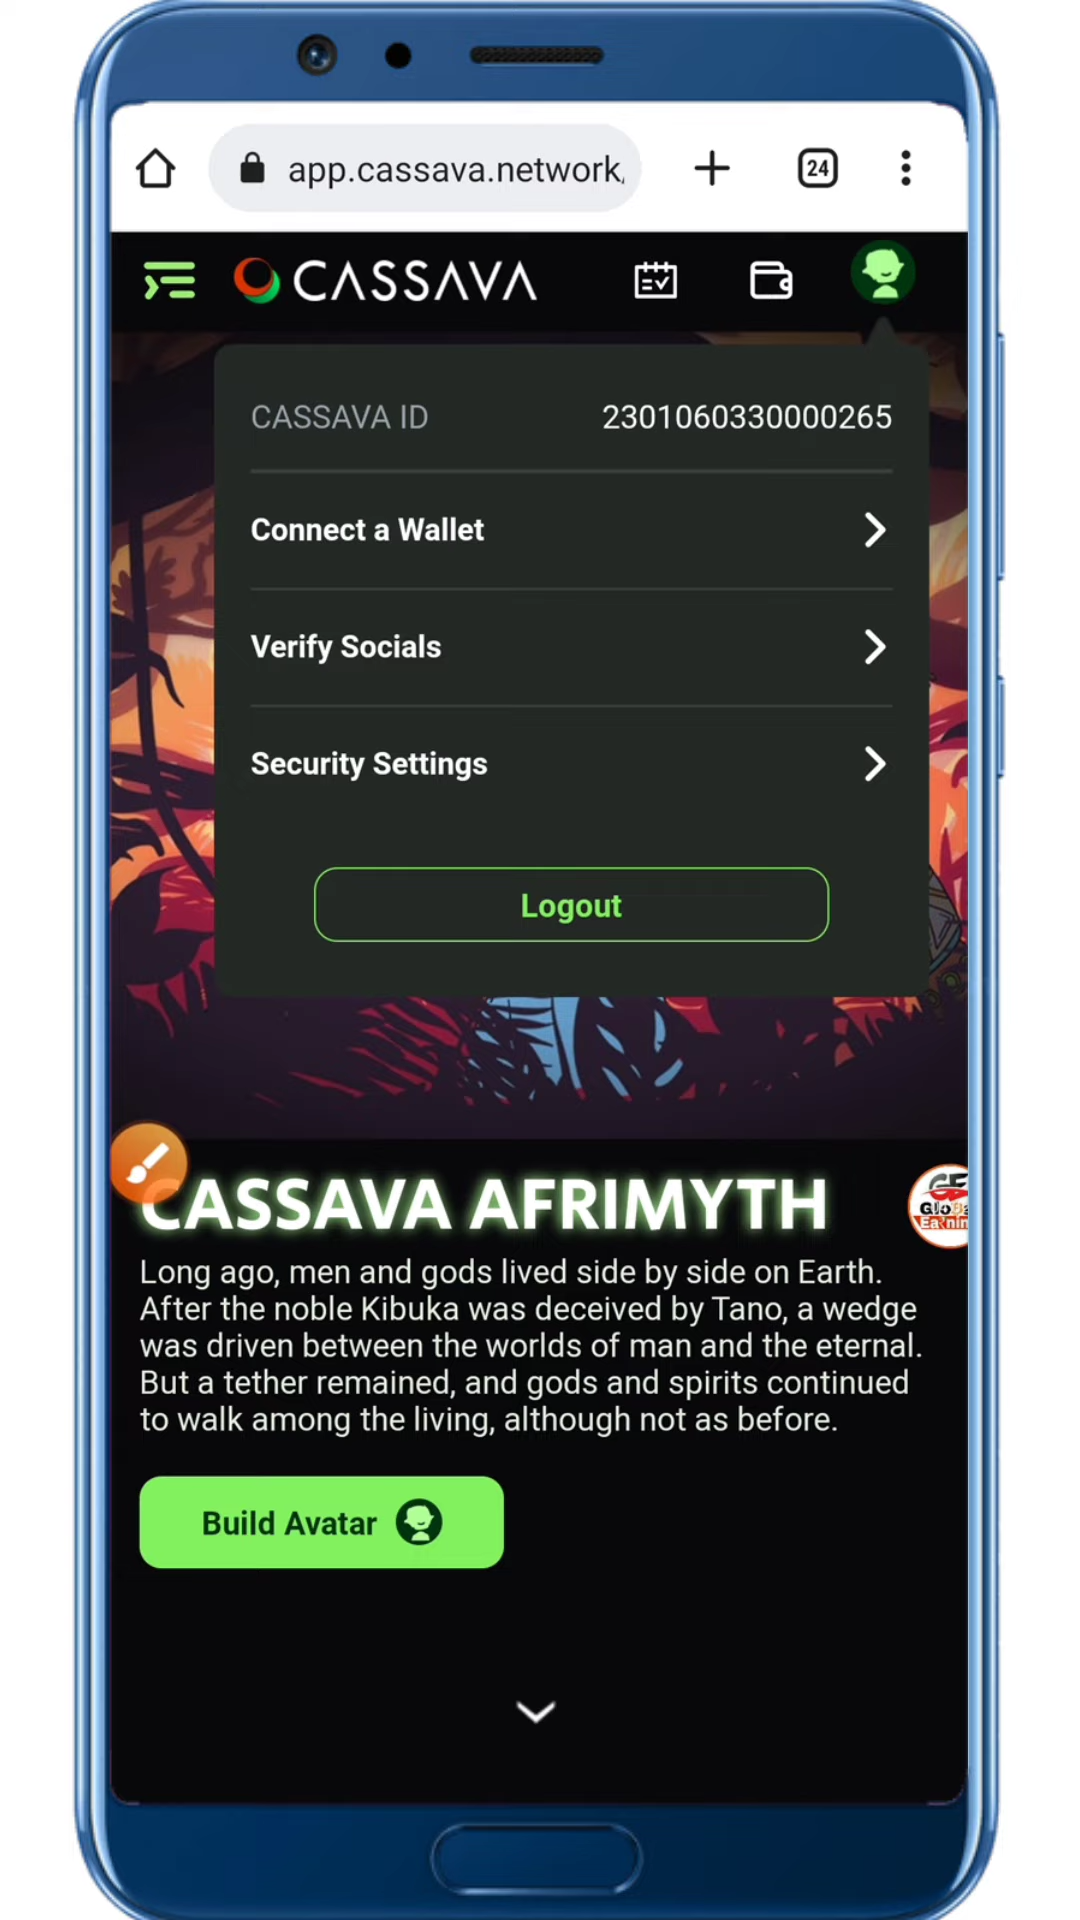 app.cassava.network
24
CASSAVA
CASSAVA ID 2301060330000265
Connect a Wallet
Verify Socials
Security Settings
Logout
CASSAVA AFRIMYTH
GE
Long ago, men and gods lived side by side on Earth.
After the noble Kibuka was deceived by Tano, a wedge
was driven between the worlds of man and the eternal.
But a tether remained, and gods and spirits continued
to walk among the living, although not as before.
Build Avatar